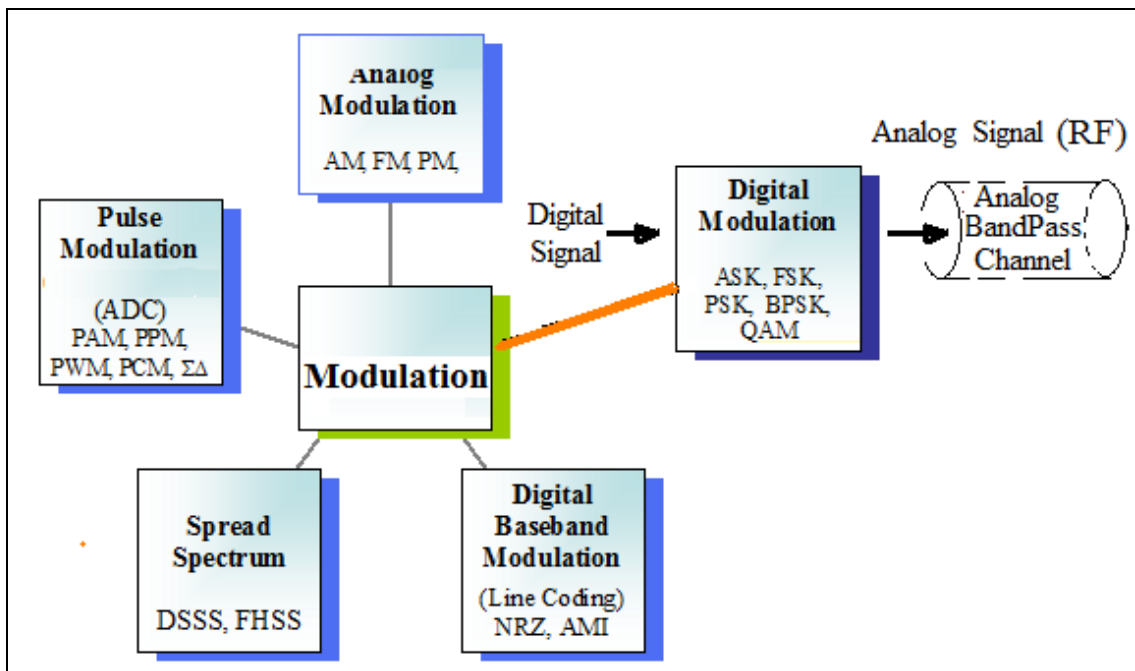 Analog
Modulation
AM, FM, PM,
Analog Signal (RF)
Pulse
Modulation
(ADC)
PAM, PPM,
PWM, PCM, ΣΔ
Digital
Signal
Digital
Modulation
ASK, FSK,
PSK, BPSK,
QAM
Analog
BandPass
Channel
Modulation
Spread
Spectrum
DSSS, FHSS
Digital
Baseband
Modulation
(Line Coding)
NRZ, AMI